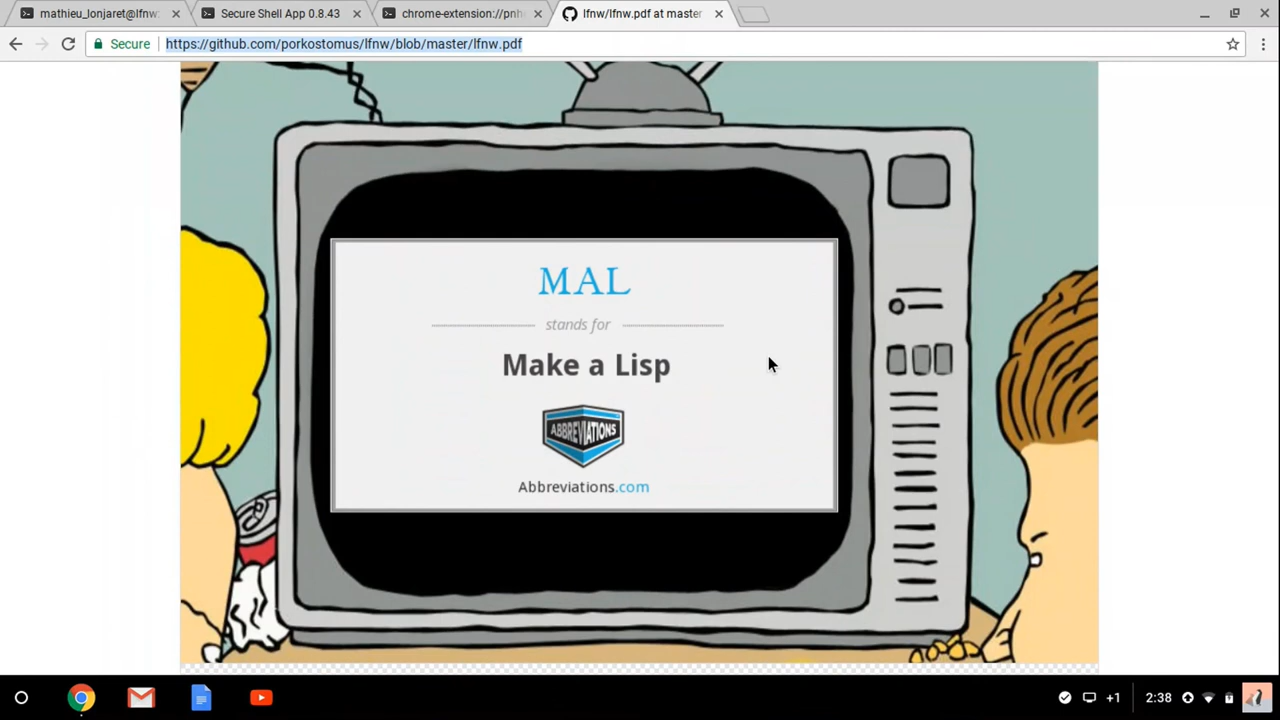 mathieu_lonjaret@lfnw:
Secure Shell App 0.8.43
chrome-extension://pnh
lfnw/lfnw.pdf at master
Secure
https://github.com/porkostomus/lfnw/blob/master/lfnw.pdf
MAL
stands for
Make a Lisp
ABBREVIATIONS
Abbreviations.com
+1
2:38